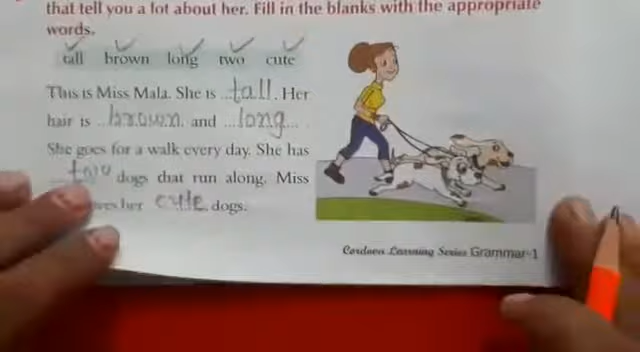 that tell you a lot about her. Fill in the blanks with the appropriate
words.
tall brown long two cute
This is Miss Mala. She is ..tall. Her
hair is ...brown. and ...long...
She goes for a walk every day. She has
two dogs that run along. Miss
her cute. dogs.
Cordova Learning Series Grammar-1